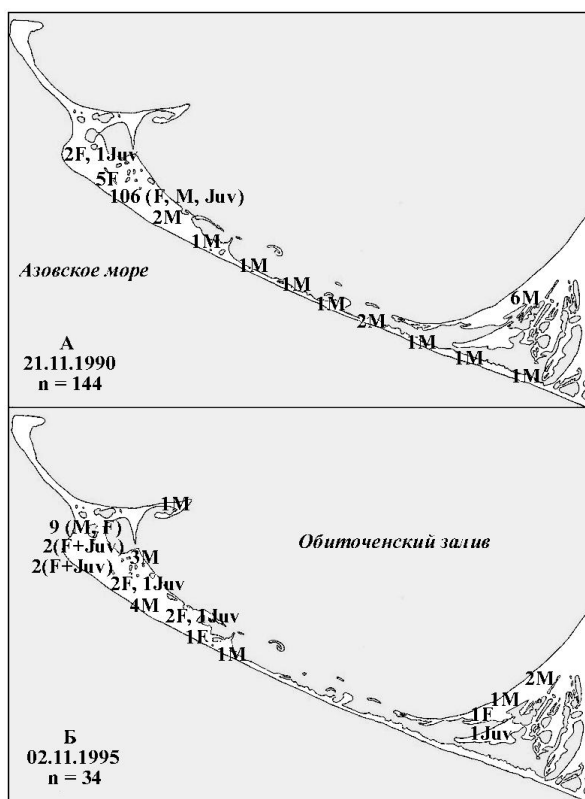 2F, 1Juv
5F
106 (F, M, Juv)
2M
1M
1M
1M
1M
2M
1M
1M
1M
6M
Азовское море
А
21.11.1990
n = 144
1M
9 (M, F)
2(F+Juv)
3M
2(F+Juv)
2F, 1Juv
4M
2F, 1Juv
1F
1M
Обиточенский залив
2M
1M
1F
1Juv
Б
02.11.1995
n = 34